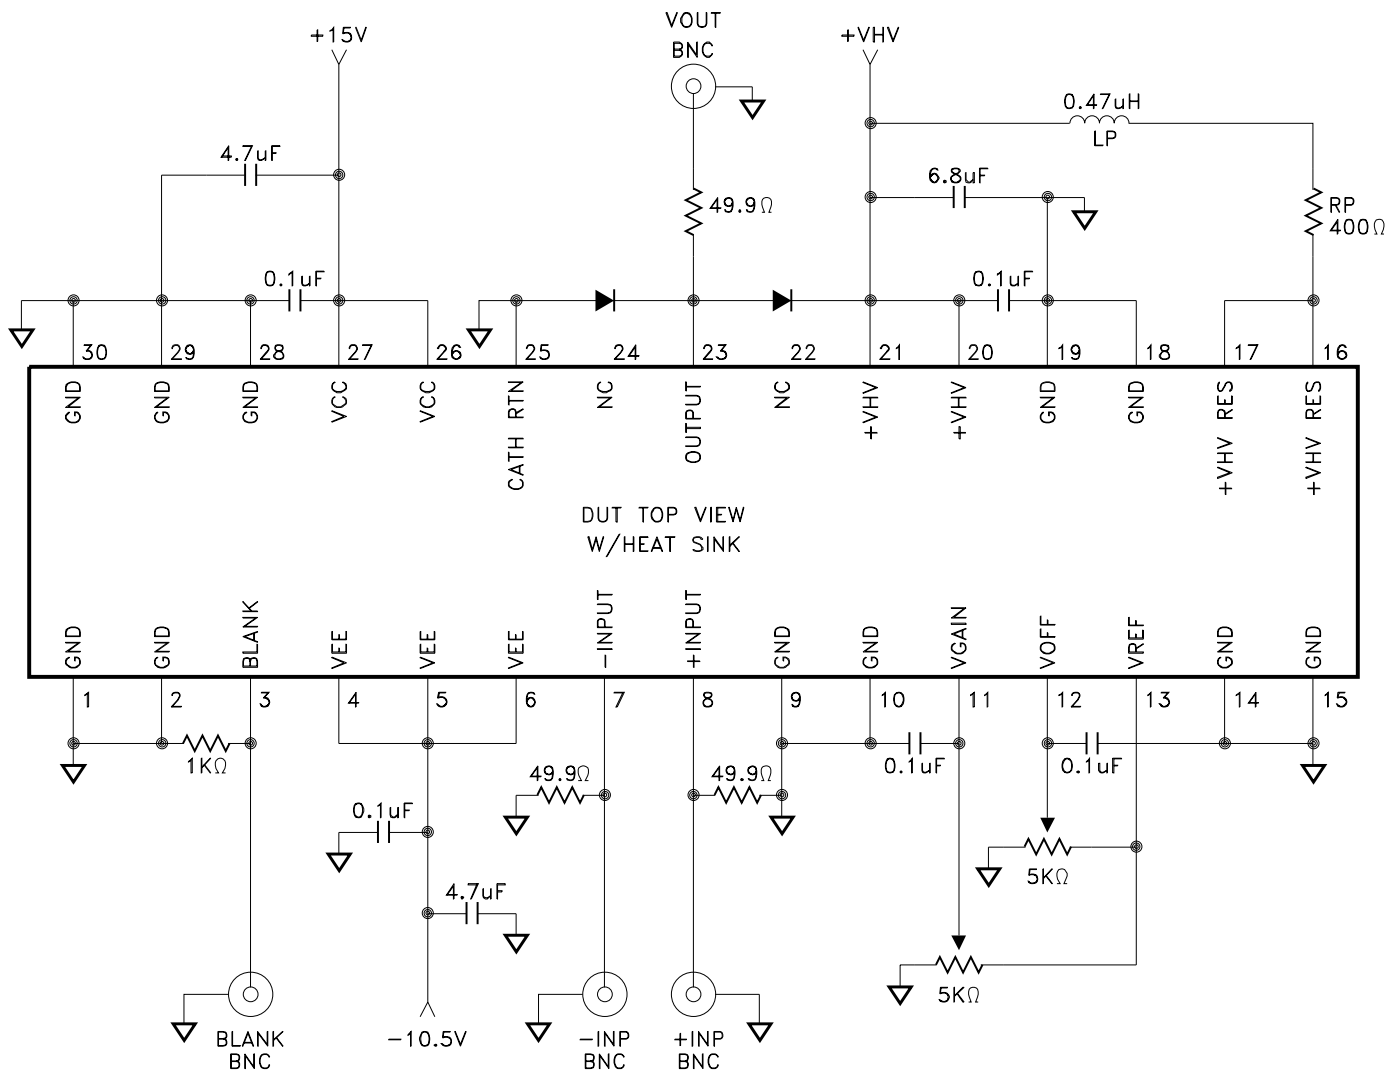 VOUT
BNC
+15V
+VHV
0.47uH
LP
4.7uF
6.8uF
49.9Ω
RP
400Ω
0.1uF
0.1uF
30 29 28 27 26 25 24 23 22 21 20 19 18 17 16
GND GND GND VCC VCC CATH RTN NC OUTPUT NC +VHV +VHV GND GND +VHV RES +VHV RES
DUT TOP VIEW
W/HEAT SINK
GND GND BLANK VEE VEE VEE -INPUT +INPUT GND GND VGAIN VOFF VREF GND GND
1 2 3 4 5 6 7 8 9 10 11 12 13 14 15
1KΩ
0.1uF
0.1uF
49.9Ω
49.9Ω
0.1uF
5KΩ
4.7uF
5KΩ
BLANK
BNC
-10.5V
-INP
BNC
+INP
BNC